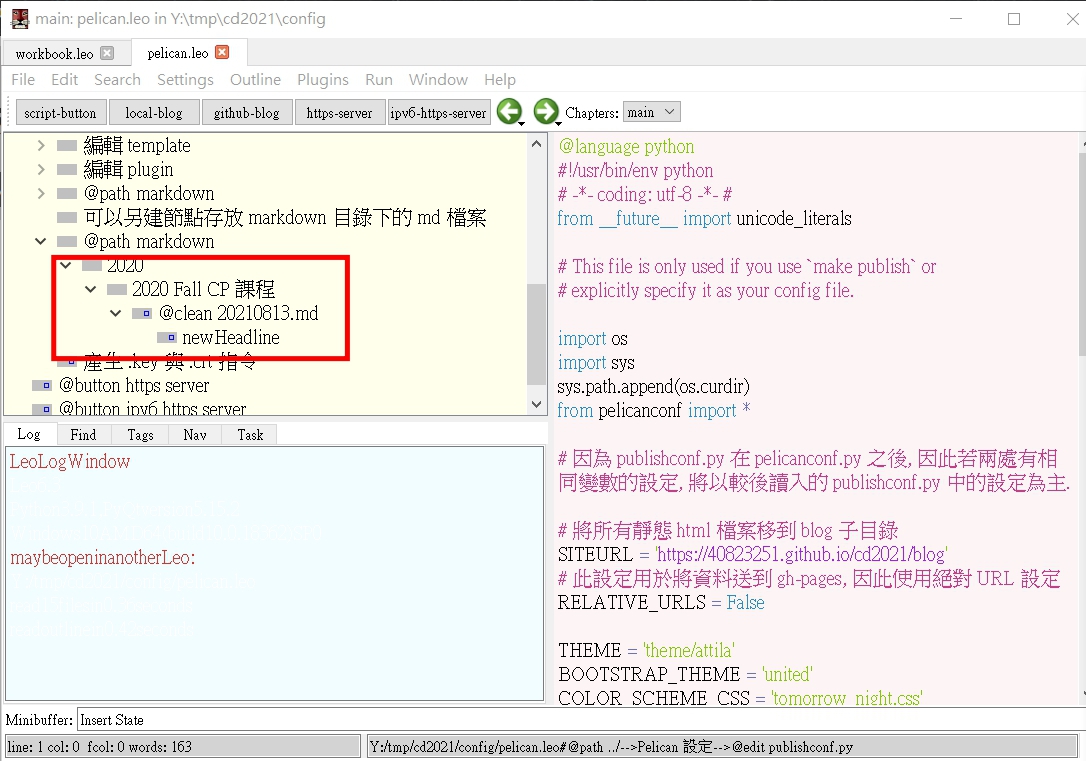 main: pelican.leo in Y:\tmp\cd2021\config
workbook.leo
pelican.leo
File Edit Search Settings Outline Plugins Run Window Help
script-button local-blog github-blog https-server ipv6-https-server Chapters: main
編輯 template
編輯 plugin
@path markdown
可以另建節點存放 markdown 目錄下的 md 檔案
@path markdown
2020
2020 Fall CP 課程
@clean 20210813.md
newHeadline
產生 .key 與 .crt 指令
@button https server
@button ipv6 https server
Log Find Tags Nav Task
LeoLogWindow
maybeopeninanotherLeo:
@language python
#!/usr/bin/env python
# -*- coding: utf-8 -*- #
from __future__ import unicode_literals
# This file is only used if you use `make publish` or
# explicitly specify it as your config file.
import os
import sys
sys.path.append(os.curdir)
from pelicanconf import *
# 因為 publishconf.py 在 pelicanconf.py 之後, 因此若兩處有相
同變數的設定, 將以較後讀入的 publishconf.py 中的設定為主.
# 將所有靜態 html 檔案移到 blog 子目錄
SITEURL = 'https://40823251.github.io/cd2021/blog'
# 此設定用於將資料送到 gh-pages, 因此使用絕對 URL 設定
RELATIVE_URLS = False
THEME = 'theme/attila'
BOOTSTRAP_THEME = 'united'
COLOR_SCHEME_CSS = 'tomorrow_night.css'
Minibuffer: Insert State
line: 1 col: 0 fcol: 0 words: 163
Y:/tmp/cd2021/config/pelican.leo#@path ../-->Pelican 設定-->@edit publishconf.py